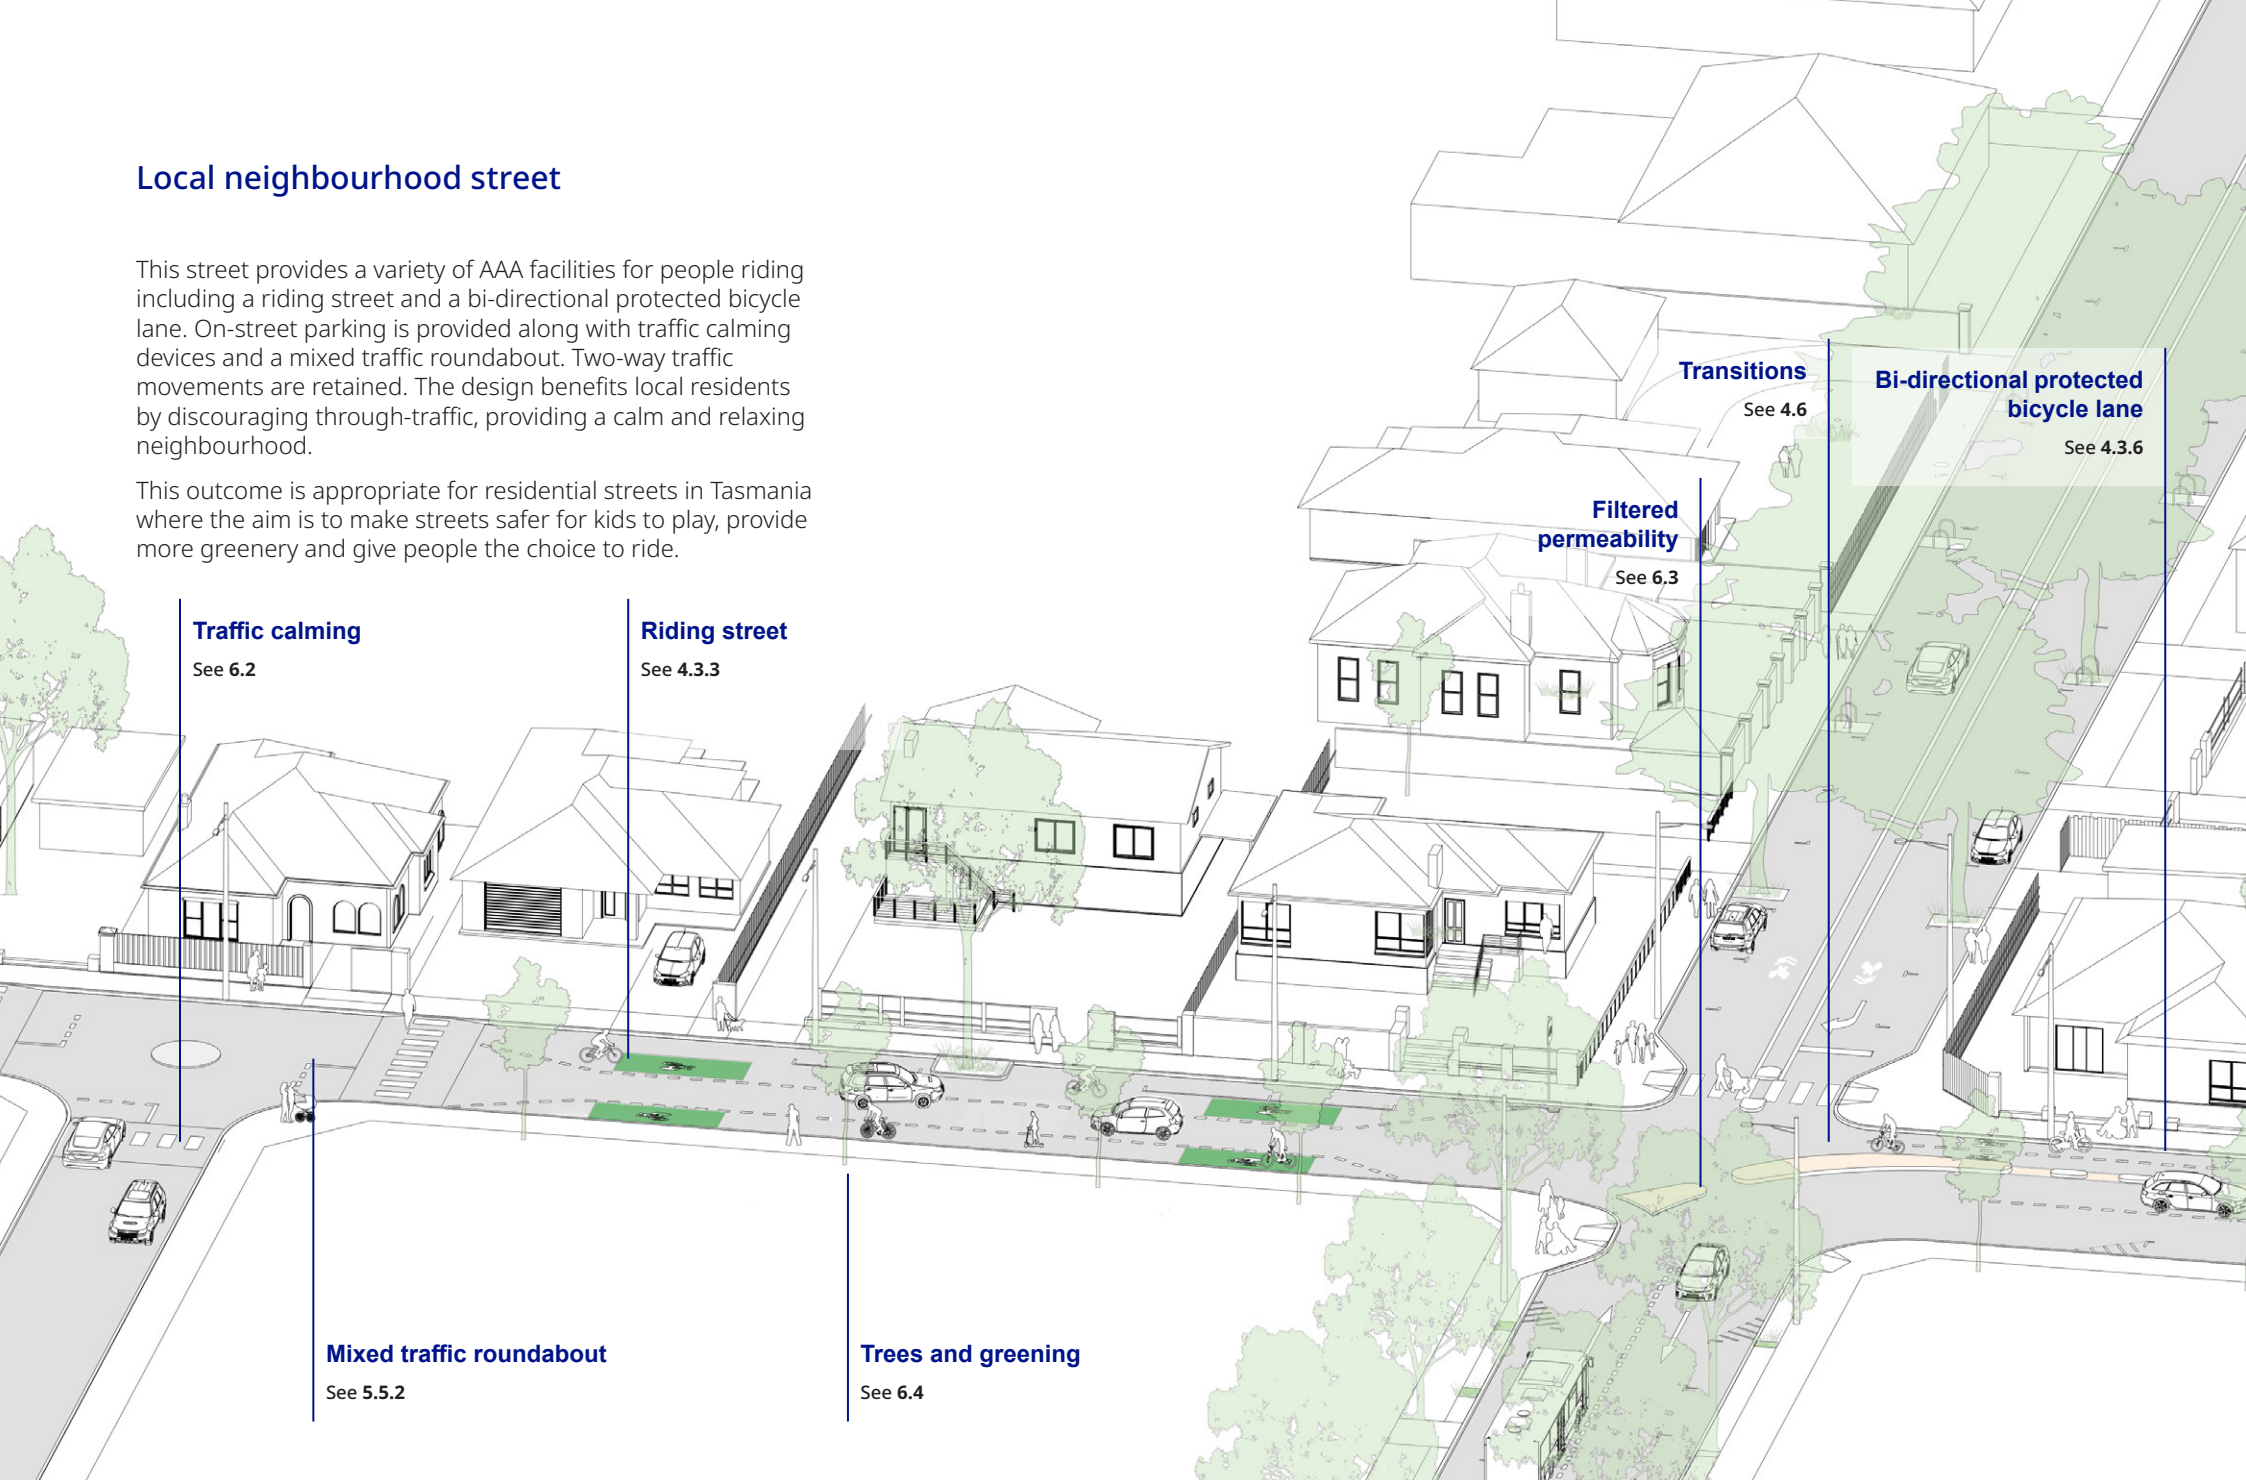 Local neighbourhood street
This street provides a variety of AAA facilities for people riding
including a riding street and a bi-directional protected bicycle
lane. On-street parking is provided along with traffic calming
devices and a mixed traffic roundabout. Two-way traffic
movements are retained. The design benefits local residents
by discouraging through-traffic, providing a calm and relaxing
neighbourhood.
This outcome is appropriate for residential streets in Tasmania
where the aim is to make streets safer for kids to play, provide
more greenery and give people the choice to ride.
Transitions
See 4.6
Bi-directional protected
bicycle lane
See 4.3.6
Filtered
permeability
See 6.3
Traffic calming
See 6.2
Riding street
See 4.3.3
Mixed traffic roundabout
See 5.5.2
Trees and greening
See 6.4